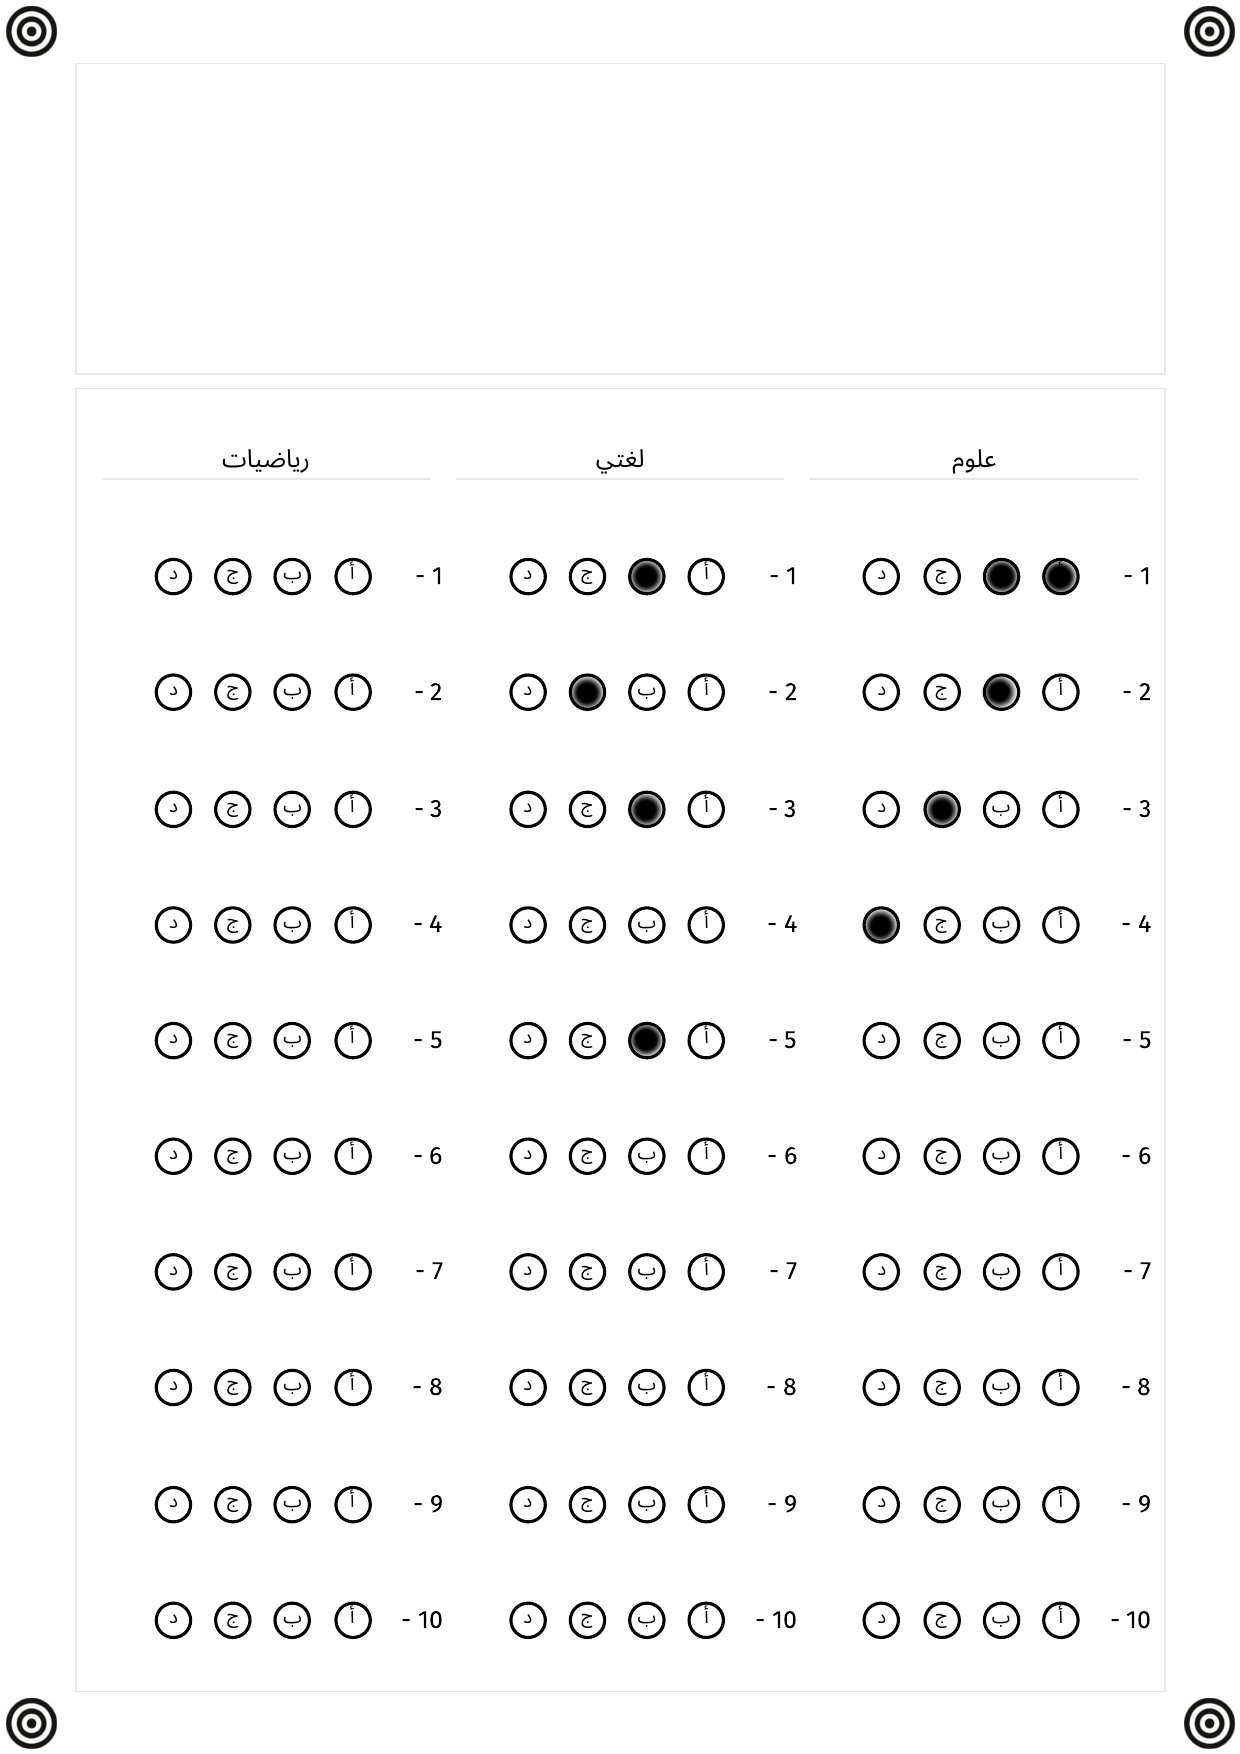 علوم لغتي رياضيات
1 - أ ج د 1 - أ ج د 1 - أ ب ج د
2 - أ ج د 2 - أ ب د 2 - أ ب ج د
3 - أ ب د 3 - أ ج د 3 - أ ب ج د
4 - أ ب ج 4 - أ ب ج د 4 - أ ب ج د
5 - أ ب ج د 5 - أ ج د 5 - أ ب ج د
6 - أ ب ج د 6 - أ ب ج د 6 - أ ب ج د
7 - أ ب ج د 7 - أ ب ج د 7 - أ ب ج د
8 - أ ب ج د 8 - أ ب ج د 8 - أ ب ج د
9 - أ ب ج د 9 - أ ب ج د 9 - أ ب ج د
10 - أ ب ج د 10 - أ ب ج د 10 - أ ب ج د